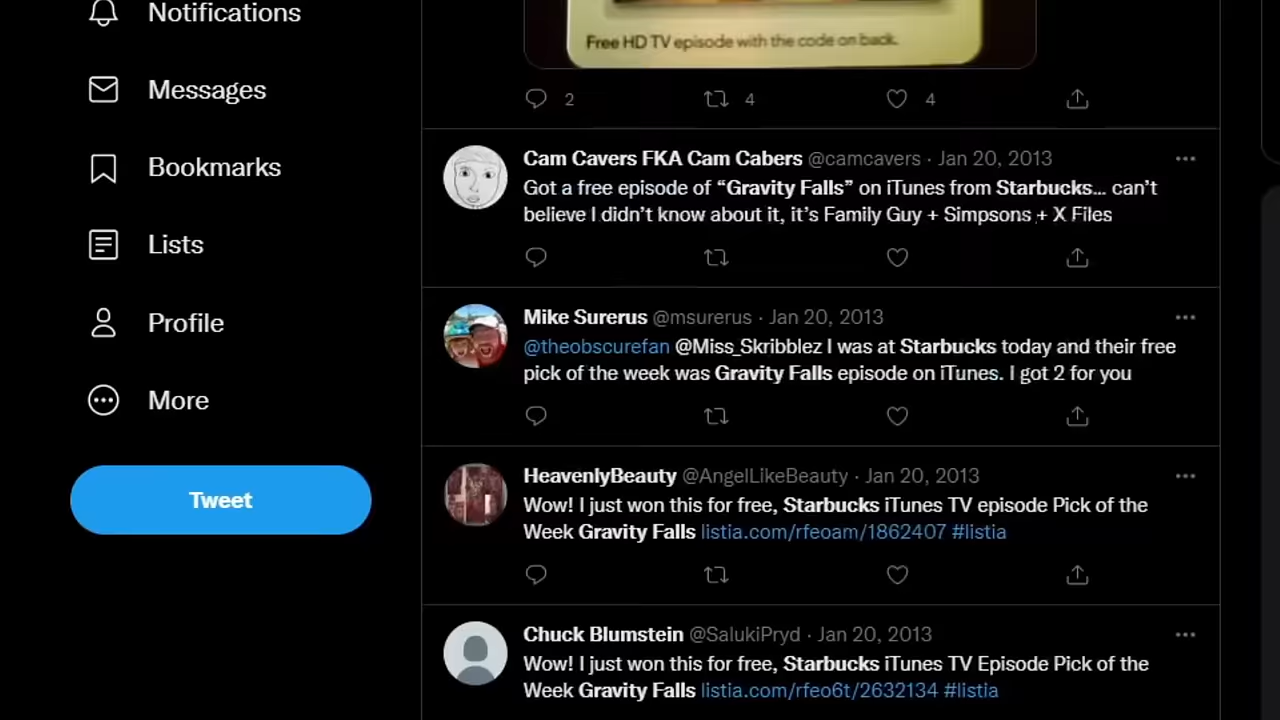 Notifications
Messages
Bookmarks
Lists
Profile
More
Tweet
Free HD TV episode with the code on back.
2 4 4
Cam Cavers FKA Cam Cabers @camcavers · Jan 20, 2013
Got a free episode of “Gravity Falls” on iTunes from Starbucks... can’t
believe I didn’t know about it, it’s Family Guy + Simpsons + X Files
Mike Surerus @msurerus · Jan 20, 2013
@theobscurefan @Miss_Skribblez I was at Starbucks today and their free
pick of the week was Gravity Falls episode on iTunes. I got 2 for you
HeavenlyBeauty @AngelLikeBeauty · Jan 20, 2013
Wow! I just won this for free, Starbucks iTunes TV episode Pick of the
Week Gravity Falls listia.com/rfeoam/1862407 #listia
Chuck Blumstein @SalukiPryd · Jan 20, 2013
Wow! I just won this for free, Starbucks iTunes TV Episode Pick of the
Week Gravity Falls listia.com/rfeo6t/2632134 #listia